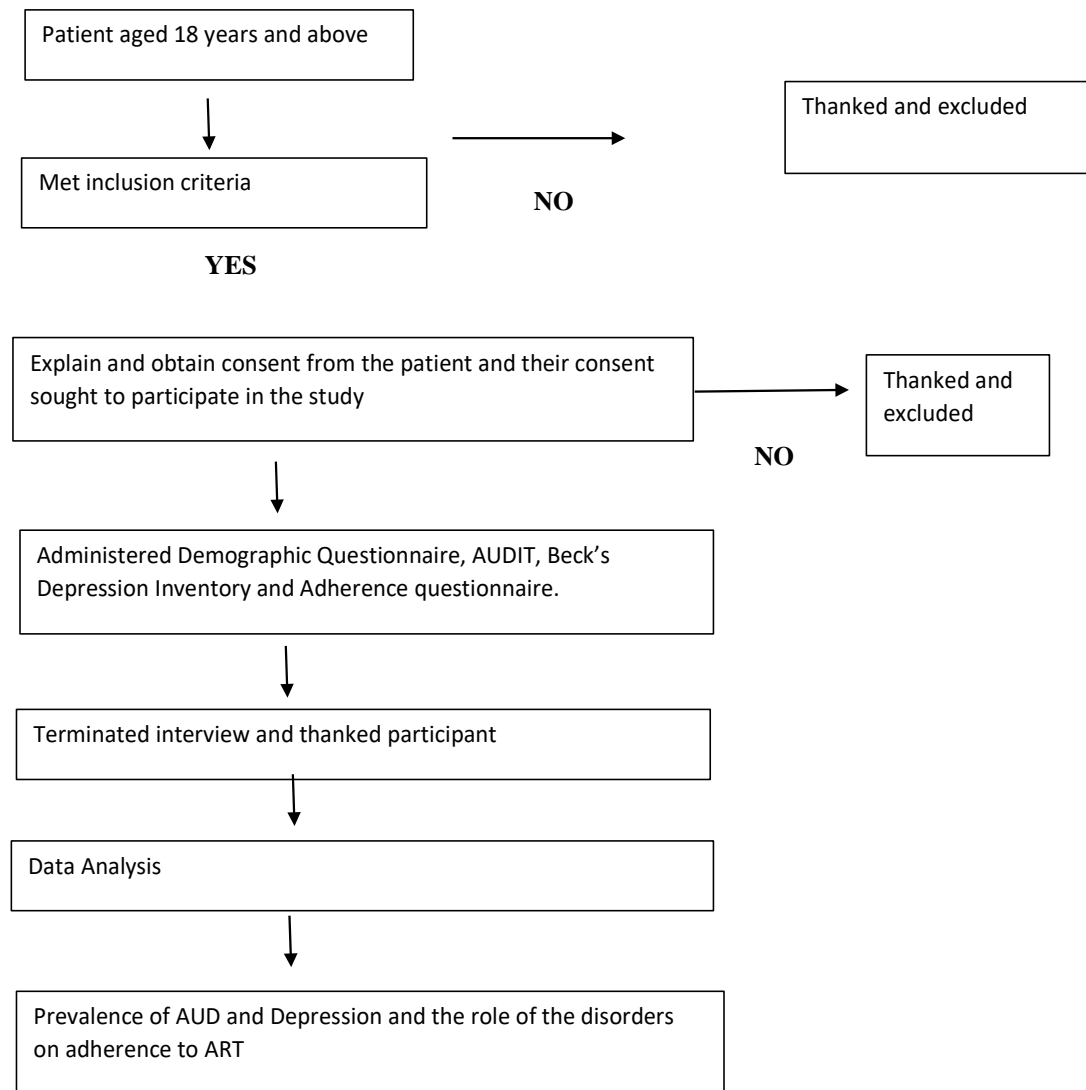 Patient aged 18 years and above
Thanked and excluded
Met inclusion criteria
NO
YES
Explain and obtain consent from the patient and their consent
sought to participate in the study
Thanked and
excluded
NO
Administered Demographic Questionnaire, AUDIT, Beck’s
Depression Inventory and Adherence questionnaire.
Terminated interview and thanked participant
Data Analysis
Prevalence of AUD and Depression and the role of the disorders
on adherence to ART